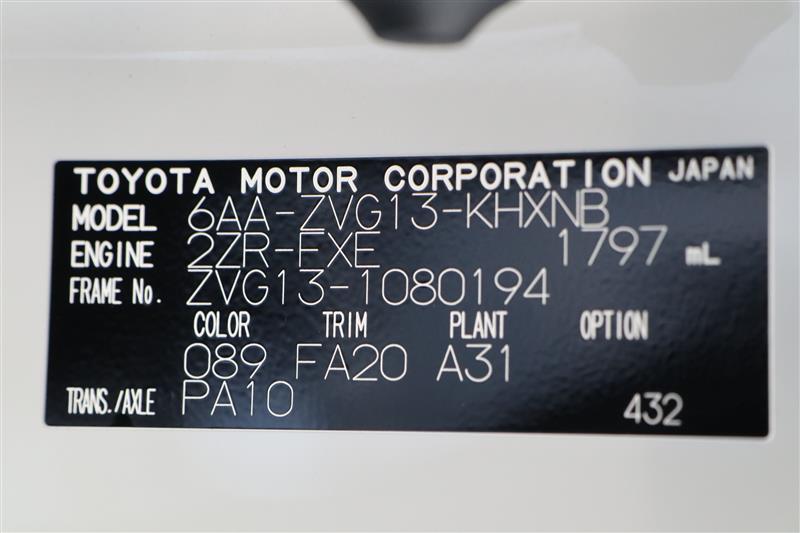 TOYOTA MOTOR CORPORATION JAPAN
MODEL 6AA-ZVG13-KHXNB
ENGINE 2ZR-FXE 1797 mL
FRAME No. ZVG13-1080194
COLOR TRIM PLANT OPTION
089 FA20 A31
TRANS./AXLE PA10 432